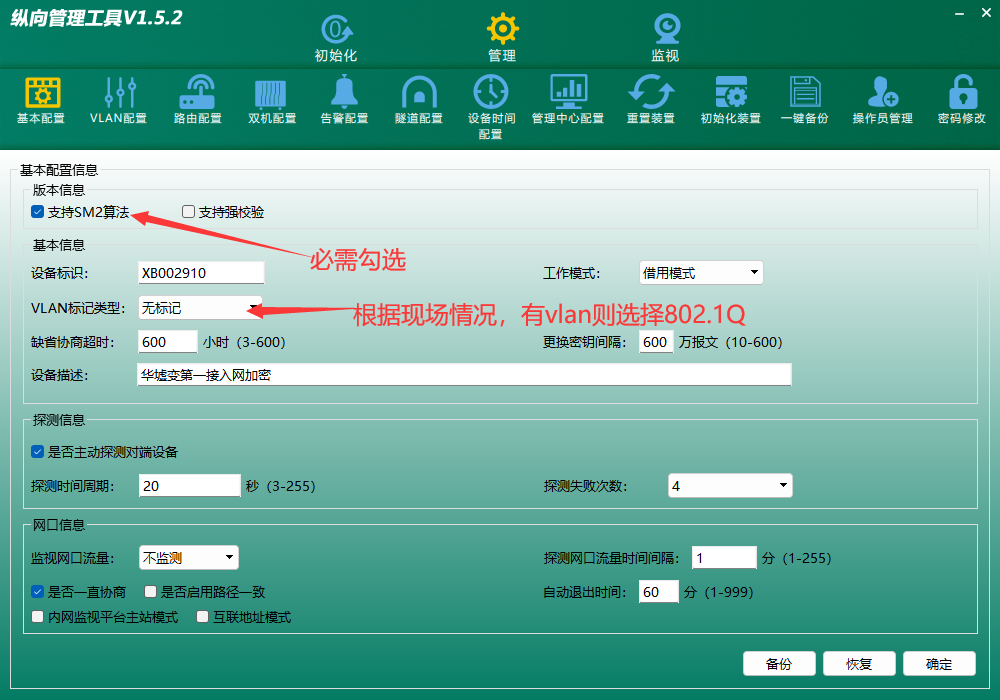 纵向管理工具V1.5.2
初始化
管理
监视
基本配置
VLAN配置
路由配置
双机配置
告警配置
隧道配置
设备时间
配置
管理中心配置
重置装置
初始化装置
一键备份
操作员管理
密码修改
基本配置信息
版本信息
支持SM2算法
支持强校验
必需勾选
基本信息
设备标识：
XB002910
工作模式：
借用模式
VLAN标记类型：
无标记
根据现场情况，有vlan则选择802.1Q
缺省协商超时：
600
小时（3-600）
更换密钥间隔：
600
万报文（10-600）
设备描述：
华墟变第一接入网加密
探测信息
是否主动探测对端设备
探测时间周期：
20
秒（3-255）
探测失败次数：
4
网口信息
监视网口流量：
不监测
探测网口流量时间间隔：
1
分（1-255）
是否一直协商
是否启用路径一致
自动退出时间：
60
分（1-999）
内网监视平台主站模式
互联地址模式
备份
恢复
确定